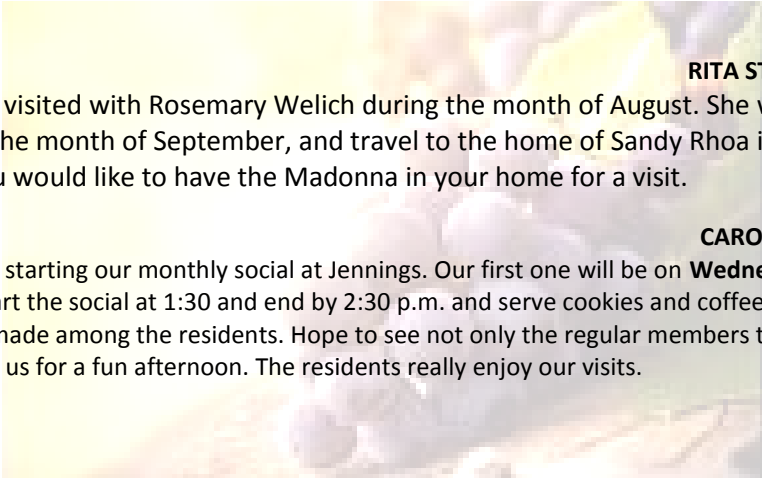 RITA ST
visited with Rosemary Welich during the month of August. She
he month of September, and travel to the home of Sandy Rhoa
would like to have the Madonna in your home for a visit.
CARO
starting our monthly social at Jennings. Our first one will be on Wedne
rt the social at 1:30 and end by 2:30 p.m. and serve cookies and coffee
made among the residents. Hope to see not only the regular members
us for a fun afternoon. The residents really enjoy our visits.